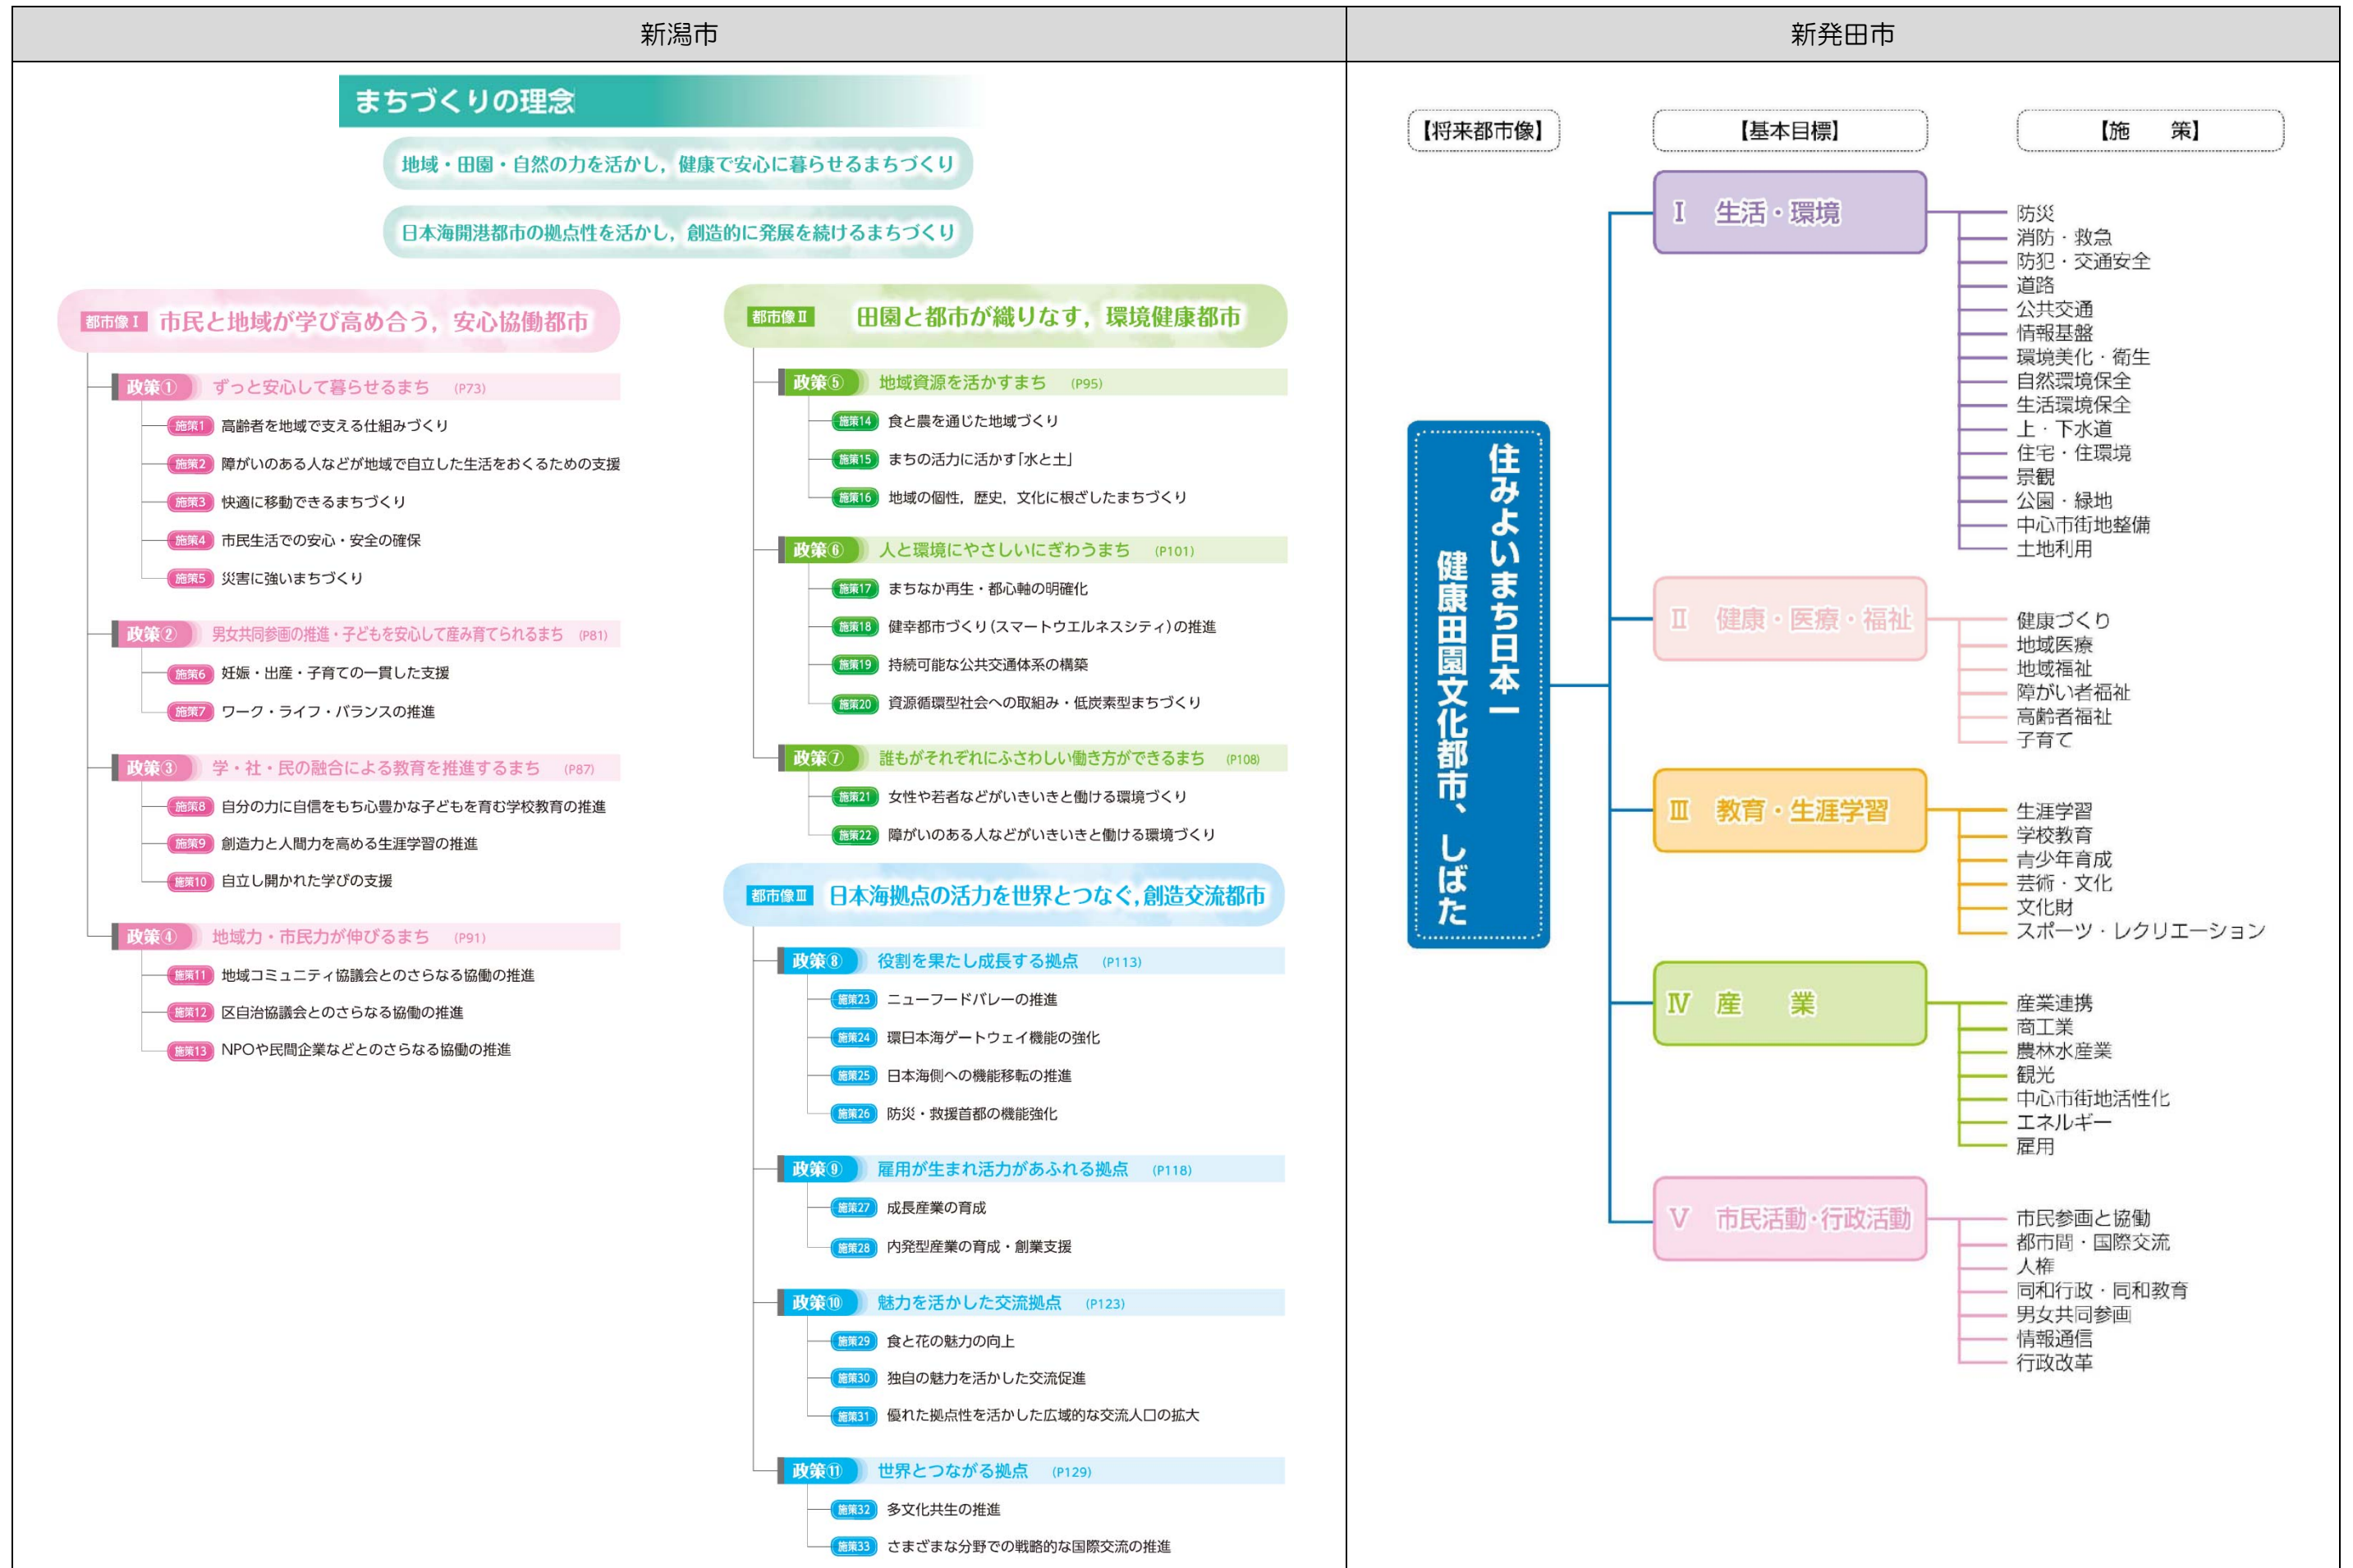 新潟市
まちづくりの理念
地域・田園・自然の力を活かし，健康で安心に暮らせるまちづくり
日本海開港都市の拠点性を活かし，創造的に発展を続けるまちづくり
都市像Ⅰ 市民と地域が学び高め合う，安心協働都市
政策① ずっと安心して暮らせるまち (P73)
施策1 高齢者を地域で支える仕組みづくり
施策2 障がいのある人などが地域で自立した生活をおくるための支援
施策3 快適に移動できるまちづくり
施策4 市民生活での安心・安全の確保
施策5 災害に強いまちづくり
政策② 男女共同参画の推進・子どもを安心して産み育てられるまち (P81)
施策6 妊娠・出産・子育ての一貫した支援
施策7 ワーク・ライフ・バランスの推進
政策③ 学・社・民の融合による教育を推進するまち (P87)
施策8 自分の力に自信をもち心豊かな子どもを育む学校教育の推進
施策9 創造力と人間力を高める生涯学習の推進
施策10 自立し開かれた学びの支援
政策④ 地域力・市民力が伸びるまち (P91)
施策11 地域コミュニティ協議会とのさらなる協働の推進
施策12 区自治協議会とのさらなる協働の推進
施策13 NPOや民間企業などとのさらなる協働の推進
都市像Ⅱ 田園と都市が織りなす，環境健康都市
政策⑤ 地域資源を活かすまち (P95)
施策14 食と農を通じた地域づくり
施策15 まちの活力に活かす「水と土」
施策16 地域の個性，歴史，文化に根ざしたまちづくり
政策⑥ 人と環境にやさしいにぎわうまち (P101)
施策17 まちなか再生・都心軸の明確化
施策18 健幸都市づくり（スマートウエルネスシティ）の推進
施策19 持続可能な公共交通体系の構築
施策20 資源循環型社会への取組み・低炭素型まちづくり
政策⑦ 誰もがそれぞれにふさわしい働き方ができるまち (P108)
施策21 女性や若者などがいきいきと働ける環境づくり
施策22 障がいのある人などがいきいきと働ける環境づくり
都市像Ⅲ 日本海拠点の活力を世界とつなぐ，創造交流都市
政策⑧ 役割を果たし成長する拠点 (P113)
施策23 ニューフードバレーの推進
施策24 環日本海ゲートウェイ機能の強化
施策25 日本海側への機能移転の推進
施策26 防災・救援首都の機能強化
政策⑨ 雇用が生まれ活力があふれる拠点 (P118)
施策27 成長産業の育成
施策28 内発型産業の育成・創業支援
政策⑩ 魅力を活かした交流拠点 (P123)
施策29 食と花の魅力の向上
施策30 独自の魅力を活かした交流促進
施策31 優れた拠点性を活かした広域的な交流人口の拡大
政策⑪ 世界とつながる拠点 (P129)
施策32 多文化共生の推進
施策33 さまざまな分野での戦略的な国際交流の推進
新発田市
【将来都市像】
【基本目標】
【施　策】
住みよいまち日本一
健康田園文化都市、しばた
Ⅰ 生活・環境
防災
消防・救急
防犯・交通安全
道路
公共交通
情報基盤
環境美化・衛生
自然環境保全
生活環境保全
上・下水道
住宅・住環境
景観
公園・緑地
中心市街地整備
土地利用
Ⅱ 健康・医療・福祉
健康づくり
地域医療
地域福祉
障がい者福祉
高齢者福祉
子育て
Ⅲ 教育・生涯学習
生涯学習
学校教育
青少年育成
芸術・文化
文化財
スポーツ・レクリエーション
Ⅳ 産　業
産業連携
商工業
農林水産業
観光
中心市街地活性化
エネルギー
雇用
Ⅴ 市民活動・行政活動
市民参画と協働
都市間・国際交流
人権
同和行政・同和教育
男女共同参画
情報通信
行政改革